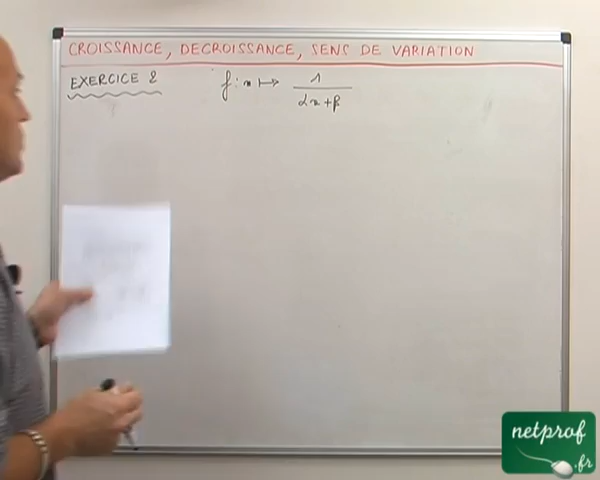 CROISSANCE, DECROISSANCE, SENS DE VARIATION
EXERCICE 2 f : x ↦ 1 / (αx+β)
netprof
.fr